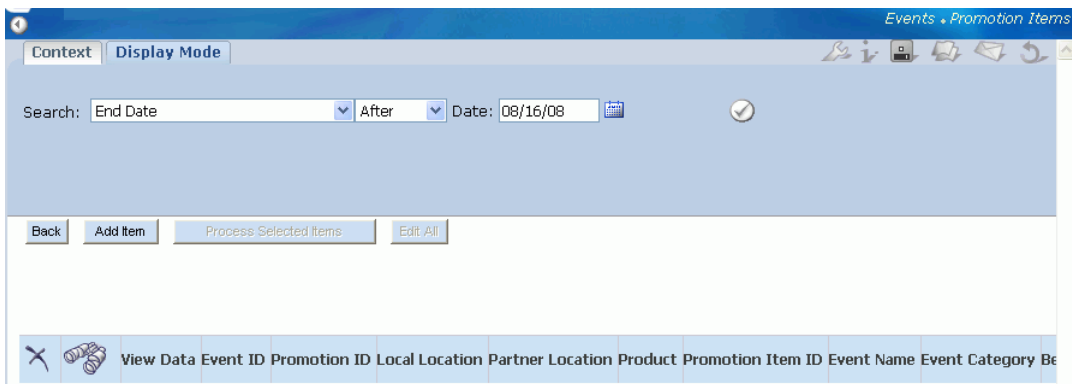 Events • Promotion Items
Context Display Mode
Search: End Date After Date: 08/16/08
Back Add Item Process Selected Items Edit All
View Data Event ID Promotion ID Local Location Partner Location Product Promotion Item ID Event Name Event Category Be